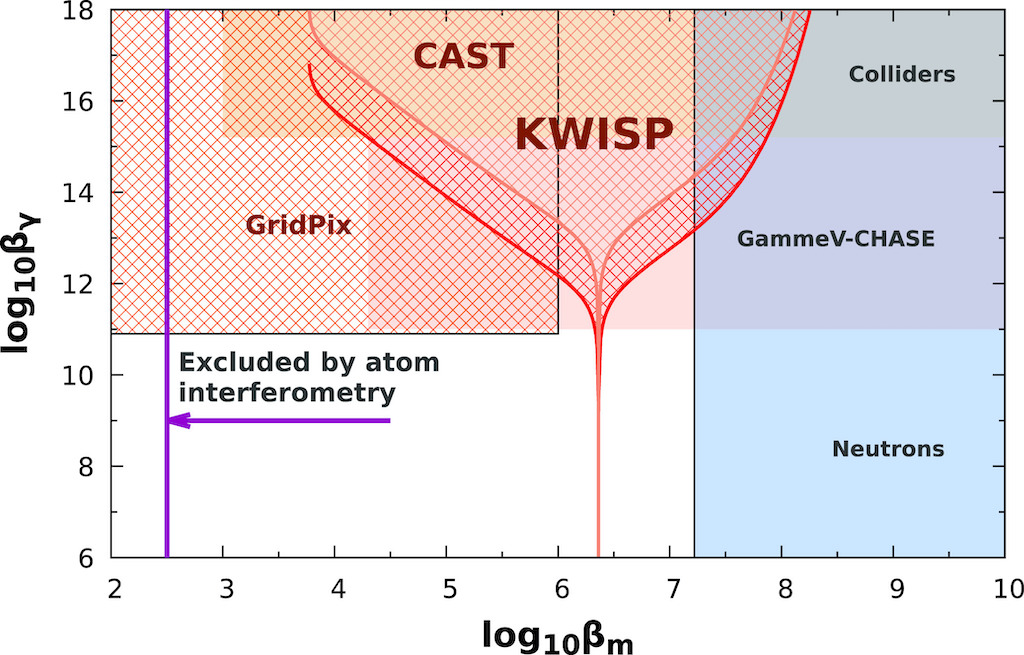 18
16
14
12
10
8
6
log10βγ
CAST
KWISP
GridPix
Colliders
GammeV-CHASE
Excluded by atom
interferometry
Neutrons
2 3 4 5 6 7 8 9 10
log10βm